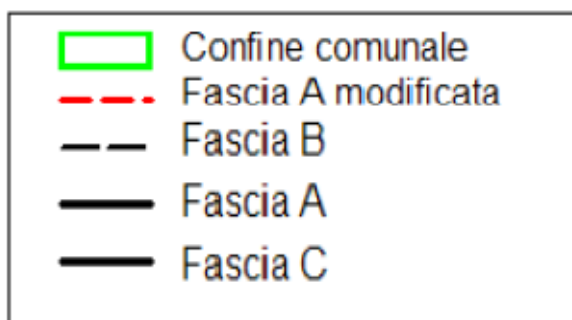 Confine comunale
Fascia A modificata
Fascia B
Fascia A
Fascia C